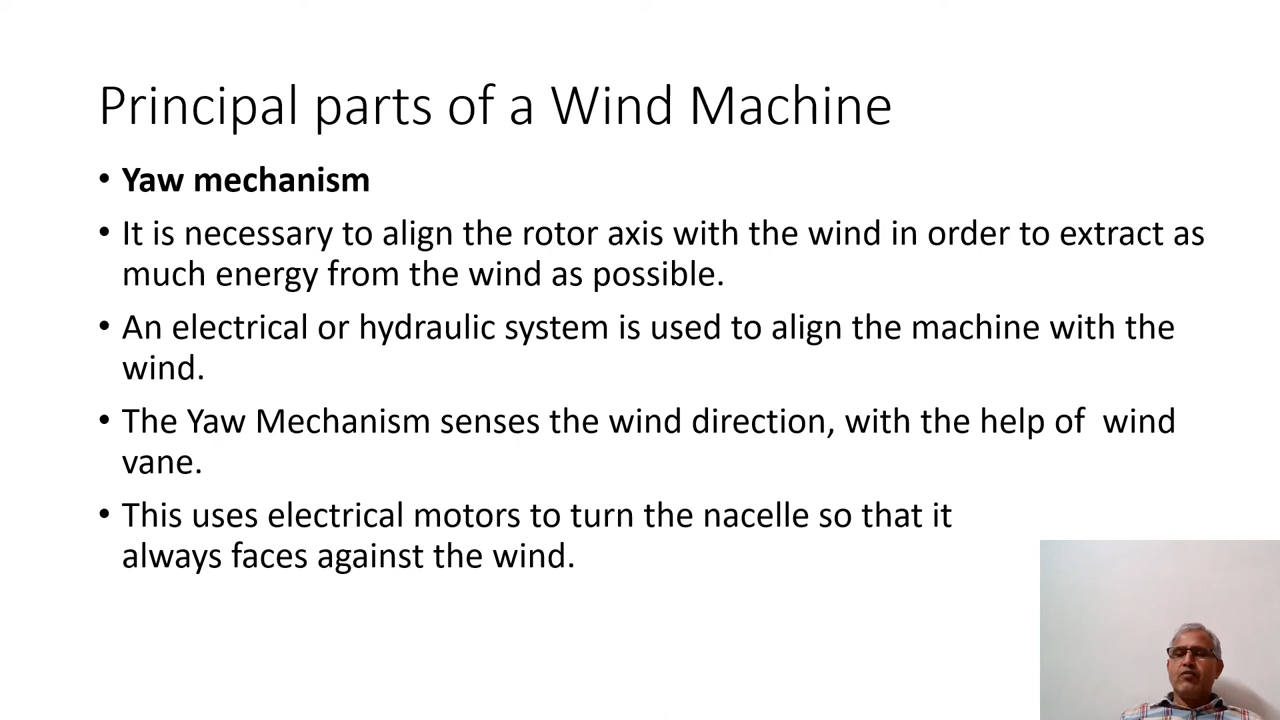 Principal parts of a Wind Machine
• Yaw mechanism
• It is necessary to align the rotor axis with the wind in order to extract as
much energy from the wind as possible.
• An electrical or hydraulic system is used to align the machine with the
wind.
• The Yaw Mechanism senses the wind direction, with the help of  wind
vane.
• This uses electrical motors to turn the nacelle so that it
always faces against the wind.